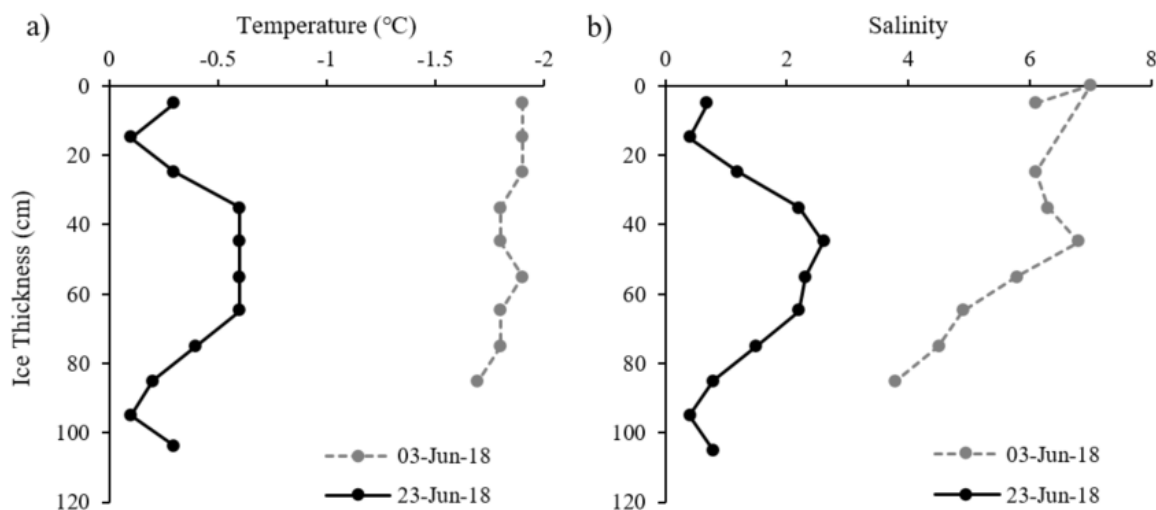 a) Temperature (°C)
0 -0.5 -1 -1.5 -2
0
20
40
60
80
100
120
Ice Thickness (cm)
03-Jun-18
23-Jun-18
b) Salinity
0 2 4 6 8
0
20
40
60
80
100
120
03-Jun-18
23-Jun-18